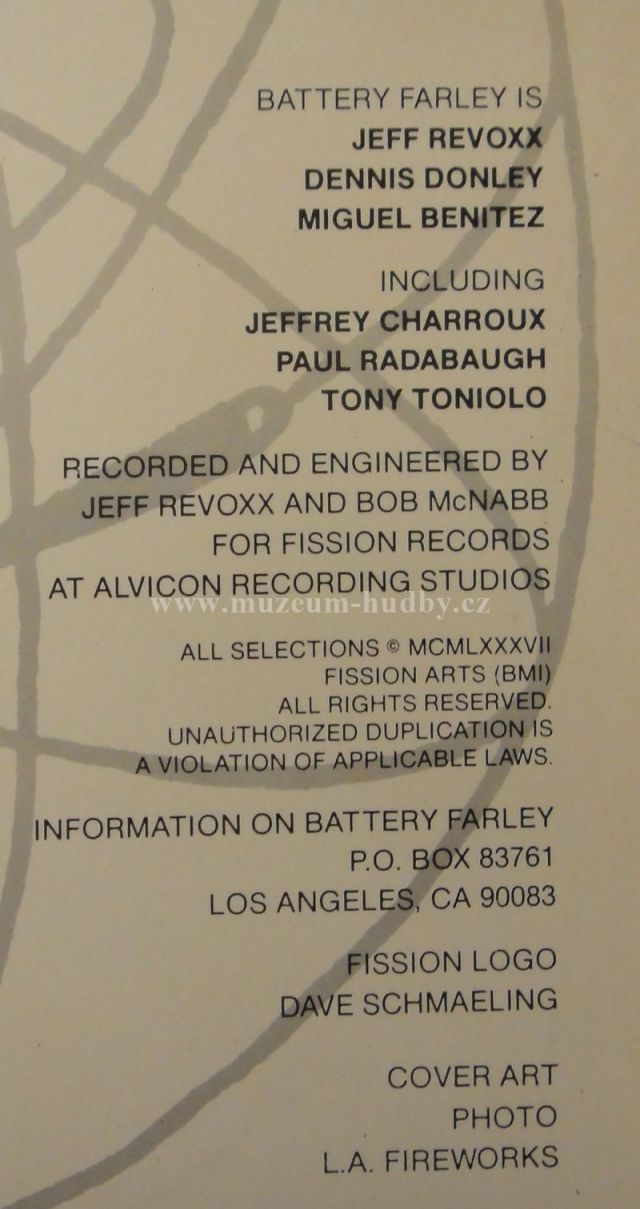 BATTERY FARLEY IS
JEFF REVOXX
DENNIS DONLEY
MIGUEL BENITEZ
INCLUDING
JEFFREY CHARROUX
PAUL RADABAUGH
TONY TONIOLO
RECORDED AND ENGINEERED BY
JEFF REVOXX AND BOB McNABB
FOR FISSION RECORDS
AT ALVICON RECORDING STUDIOS
www.muzeum-hudby.cz
ALL SELECTIONS © MCMLXXXVII
FISSION ARTS (BMI)
ALL RIGHTS RESERVED.
UNAUTHORIZED DUPLICATION IS
A VIOLATION OF APPLICABLE LAWS.
INFORMATION ON BATTERY FARLEY
P.O. BOX 83761
LOS ANGELES, CA 90083
FISSION LOGO
DAVE SCHMAELING
COVER ART
PHOTO
L.A. FIREWORKS